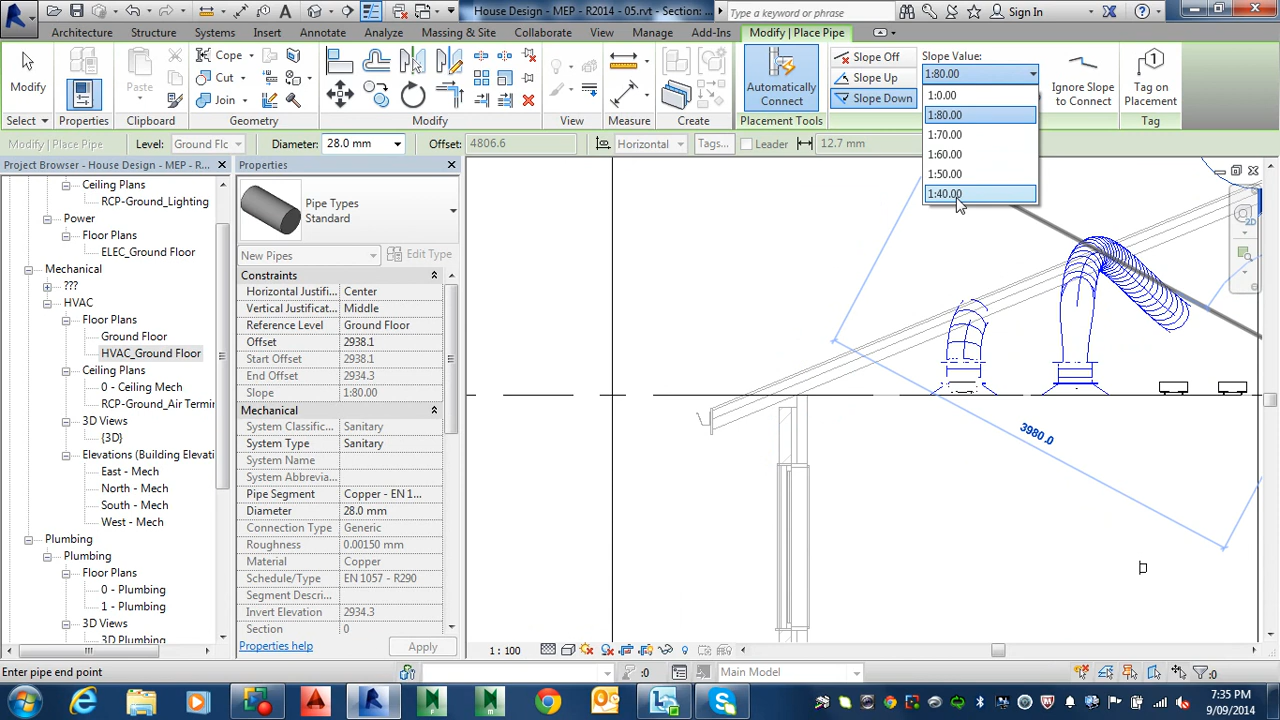 House Design - MEP - R2014 - 05.rvt - Section:
Type a keyword or phrase
Sign In
Architecture Structure Systems Insert Annotate Analyze Massing & Site Collaborate View Manage Add-Ins Modify | Place Pipe
Modify
Select
Properties
Cope
Cut
Join
Clipboard
Geometry
Modify
View
Measure
Create
Automatically Connect
Placement Tools
Slope Off
Slope Up
Slope Down
Slope Value:
1:80.00
1:0.00
1:80.00
1:70.00
1:60.00
1:50.00
1:40.00
Ignore Slope to Connect
Tag on Placement
Tag
Modify | Place Pipe
Level: Ground Flc
Diameter: 28.0 mm
Offset: 4806.6
Horizontal
Tags...
Leader
12.7 mm
Project Browser - House Design - MEP - R2014 - 05.rvt
Ceiling Plans
RCP-Ground_Lighting
Power
Floor Plans
ELEC_Ground Floor
Mechanical
???
HVAC
Floor Plans
Ground Floor
HVAC_Ground Floor
Ceiling Plans
0 - Ceiling Mech
RCP-Ground_Air Termin
3D Views
{3D}
Elevations (Building Elevati
East - Mech
North - Mech
South - Mech
West - Mech
Plumbing
Plumbing
Floor Plans
0 - Plumbing
1 - Plumbing
3D Views
3D Plumbing
Properties
Pipe Types
Standard
New Pipes
Edit Type
Constraints
Horizontal Justifi... Center
Vertical Justificat... Middle
Reference Level Ground Floor
Offset 2938.1
Start Offset 2938.1
End Offset 2934.3
Slope 1:80.00
Mechanical
System Classific... Sanitary
System Type Sanitary
System Name
System Abbrevia...
Pipe Segment Copper - EN 1...
Diameter 28.0 mm
Connection Type Generic
Roughness 0.00150 mm
Material Copper
Schedule/Type EN 1057 - R290
Segment Descri...
Invert Elevation 2934.3
Section 0
Properties help
Apply
3980.0
2D
1 : 100
Enter pipe end point
:0
Main Model
:0
7:35 PM
9/09/2014